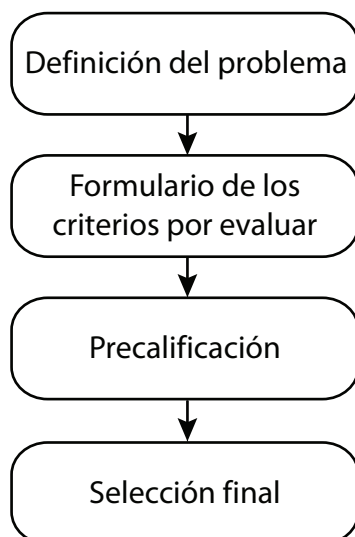 Definición del problema
Formulario de los
criterios por evaluar
Precalificación
Selección final